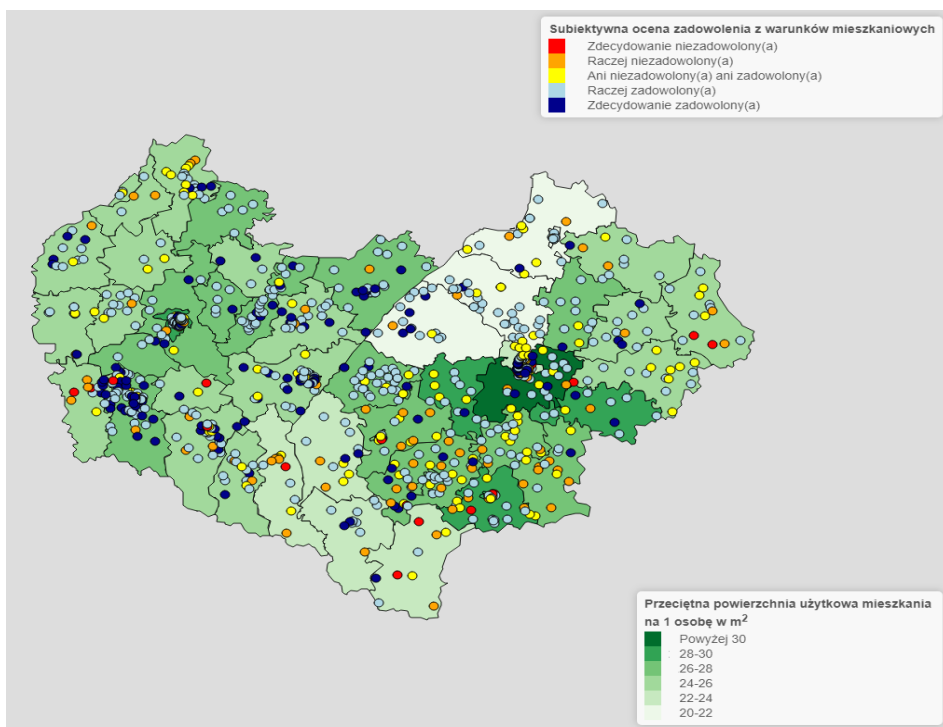 Subiektywna ocena zadowolenia z warunków mieszkaniowych
Zdecydowanie niezadowolony(a)
Raczej niezadowolony(a)
Ani niezadowolony(a) ani zadowolony(a)
Raczej zadowolony(a)
Zdecydowanie zadowolony(a)
Przeciętna powierzchnia użytkowa mieszkania
na 1 osobę w m²
Powyżej 30
28-30
26-28
24-26
22-24
20-22